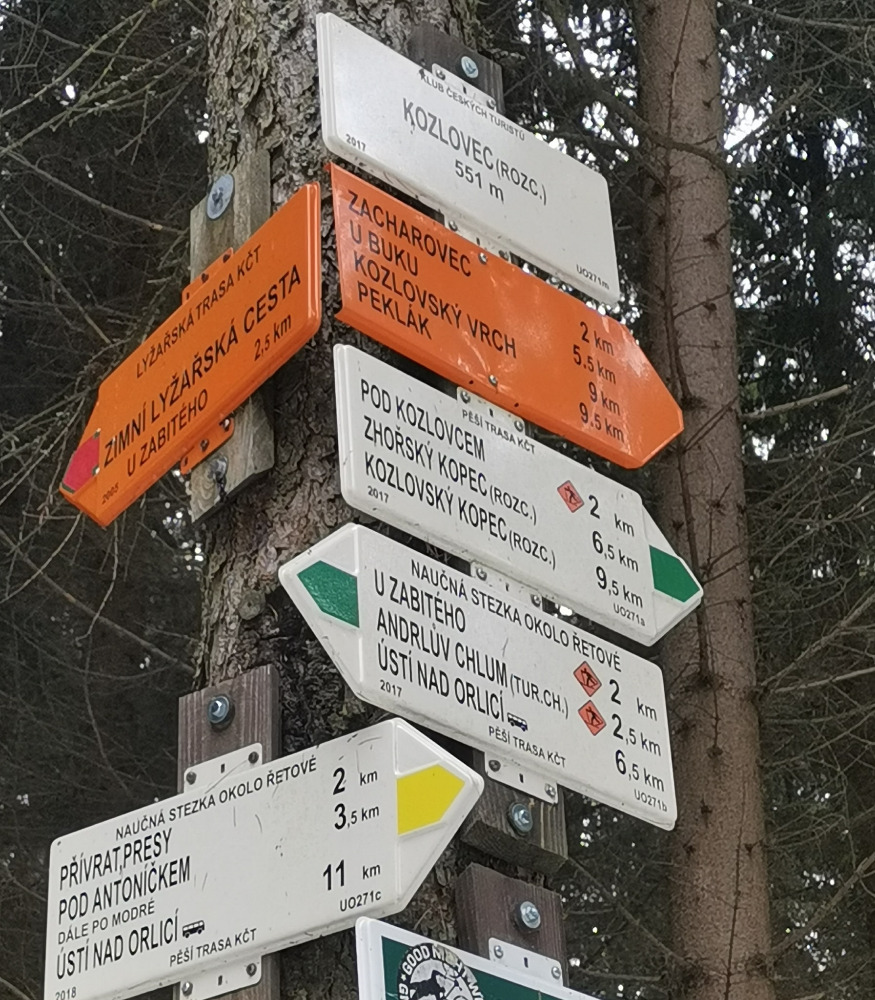 KLUB ČESKÝCH TURISTŮ
KOZLOVEC (ROZC.)
551 m
2017
UO271m
LYŽAŘSKÁ TRASA KČT
ZIMNÍ LYŽAŘSKÁ CESTA
U ZABITÉHO 2,5 km
2005
ZACHAROVEC 2 km
U BUKU 5.5 km
KOZLOVSKÝ VRCH 9 km
PEKLÁK 9.5 km
PĚŠÍ TRASA KČT
POD KOZLOVCEM 2 km
ZHOŘSKÝ KOPEC (ROZC.) 6,5 km
KOZLOVSKÝ KOPEC (ROZC.) 9,5 km
2017
UO271a
NAUČNÁ STEZKA OKOLO ŘETOVÉ
U ZABITÉHO 2 km
ANDRLŮV CHLUM (TUR.CH.) 2,5 km
ÚSTÍ NAD ORLICÍ 6,5 km
2017
PĚŠÍ TRASA KČT
UO271b
NAUČNÁ STEZKA OKOLO ŘETOVÉ
PŘÍVRAT,PRESY 2 km
POD ANTONÍČKEM 3,5 km
DÁLE PO MODRÉ
ÚSTÍ NAD ORLICÍ 11 km
PĚŠÍ TRASA KČT
UO271c
2018
GOOD